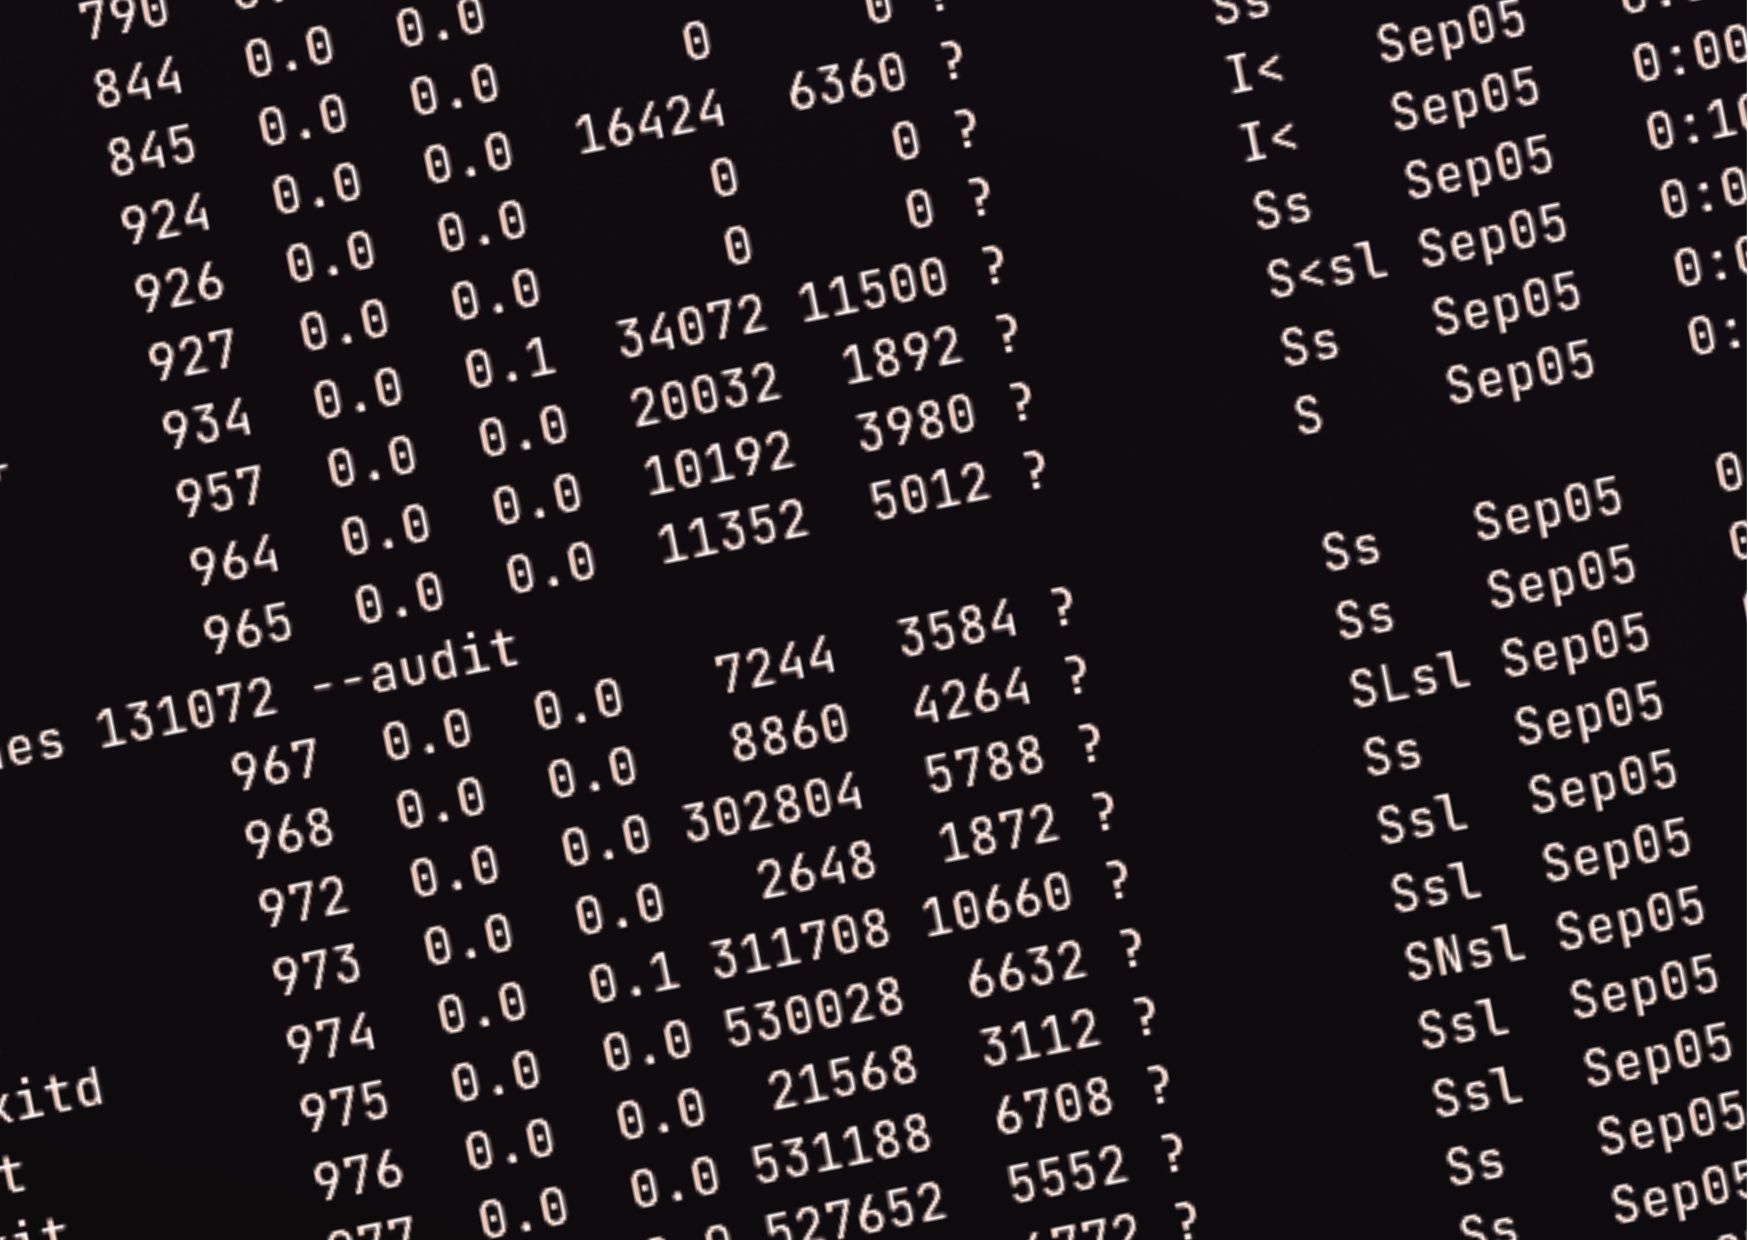 790
844 0.0 0.0
845 0.0 0.0 0 0 ?
924 0.0 0.0 16424 6360 ? Ss
926 0.0 0.0 0 0 ? I< Sep05
927 0.0 0.0 0 0 ? I< Sep05 0:00
934 0.0 0.1 34072 11500 ? Ss Sep05 0:10
957 0.0 0.0 20032 1892 ? S<sl Sep05 0:0
964 0.0 0.0 10192 3980 ? Ss Sep05 0:0
965 0.0 0.0 11352 5012 ? S Sep05 0:
es 131072 --audit
967 0.0 0.0 7244 3584 ? Ss Sep05 0
968 0.0 0.0 8860 4264 ? Ss Sep05 0
972 0.0 0.0 302804 5788 ? SLsl Sep05
973 0.0 0.0 2648 1872 ? Ss Sep05
kitd 974 0.0 0.1 311708 10660 ? Ssl Sep05
t 975 0.0 0.0 530028 6632 ? Ssl Sep05
it 976 0.0 0.0 21568 3112 ? SNsl Sep05
977 0.0 0.0 531188 6708 ? Ssl Sep05
0 527652 5552 ? Ssl Sep05
6772 ? Ss Sep05
Ss Sep05